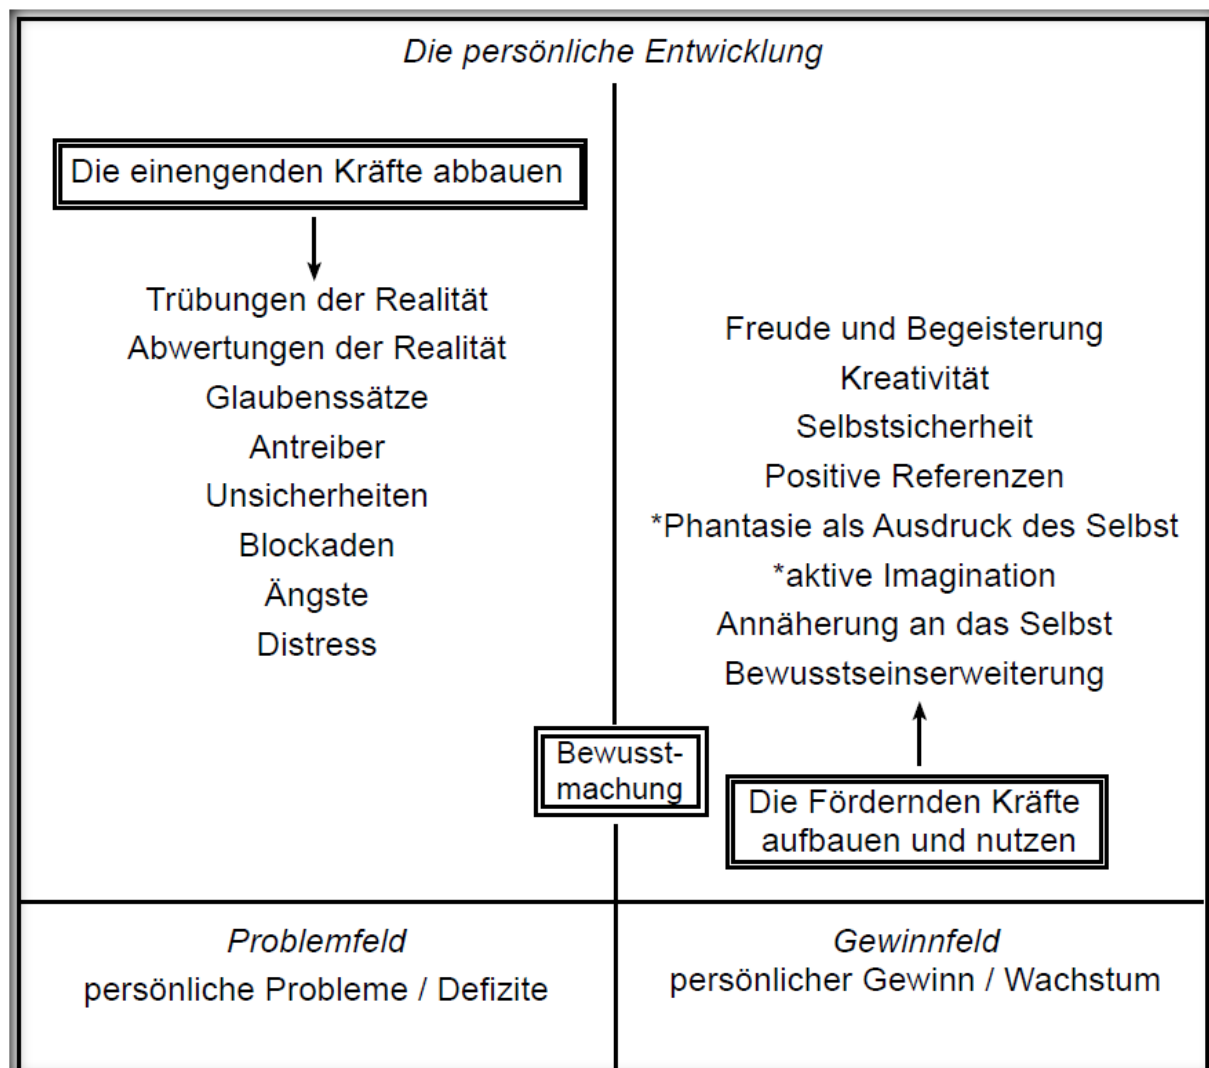 Die persönliche Entwicklung
Die einengenden Kräfte abbauen
Trübungen der Realität
Abwertungen der Realität
Glaubenssätze
Antreiber
Unsicherheiten
Blockaden
Ängste
Distress
Freude und Begeisterung
Kreativität
Selbstsicherheit
Positive Referenzen
*Phantasie als Ausdruck des Selbst
*aktive Imagination
Annäherung an das Selbst
Bewusstseinserweiterung
Bewusst-
machung
Die Fördernden Kräfte
aufbauen und nutzen
Problemfeld
persönliche Probleme / Defizite
Gewinnfeld
persönlicher Gewinn / Wachstum